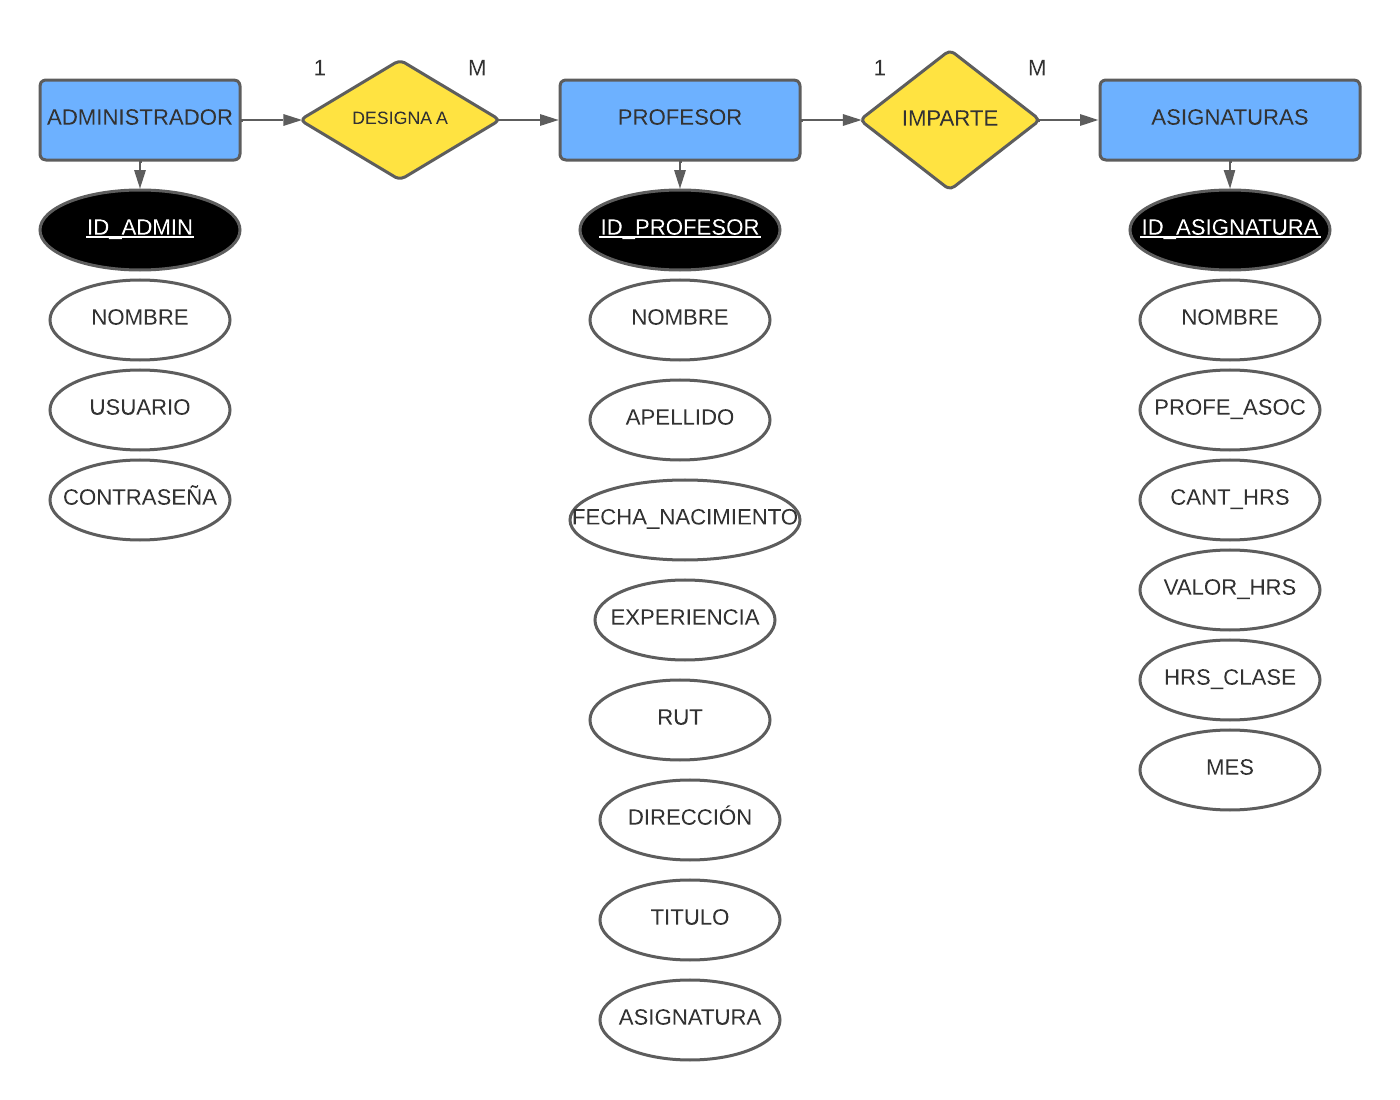 1
M
1
M
ADMINISTRADOR
DESIGNA A
PROFESOR
IMPARTE
ASIGNATURAS
ID_ADMIN
NOMBRE
USUARIO
CONTRASEÑA
ID_PROFESOR
NOMBRE
APELLIDO
FECHA_NACIMIENTO
EXPERIENCIA
RUT
DIRECCIÓN
TITULO
ASIGNATURA
ID_ASIGNATURA
NOMBRE
PROFE_ASOC
CANT_HRS
VALOR_HRS
HRS_CLASE
MES